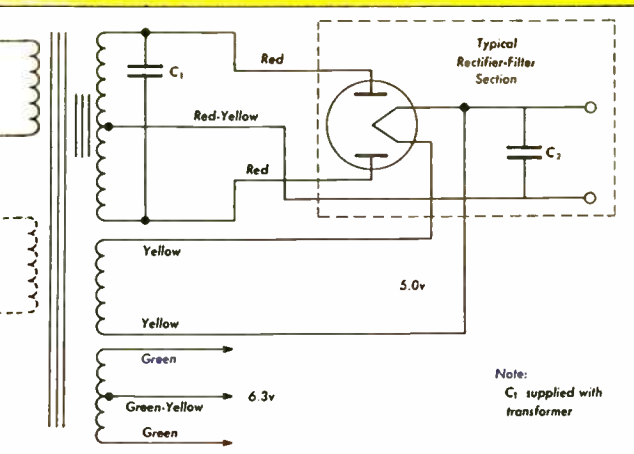 Typical
Rectifier-Filter
Section
Red
C1
Red-Yellow
C2
Red
Yellow
5.0v
Yellow
Green
6.3v
Green-Yellow
Green
Note:
C1 supplied with
transformer